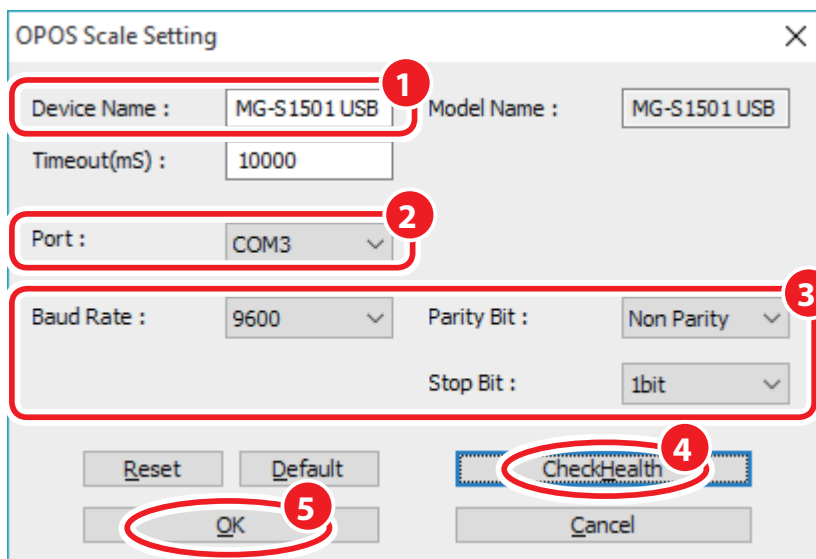 OPOS Scale Setting
1
Device Name : MG-S1501 USB Model Name : MG-S1501 USB
Timeout(mS) : 10000
2
Port : COM3
3
Baud Rate : 9600 Parity Bit : Non Parity
Stop Bit : 1bit
4
Reset Default CheckHealth
5
OK Cancel